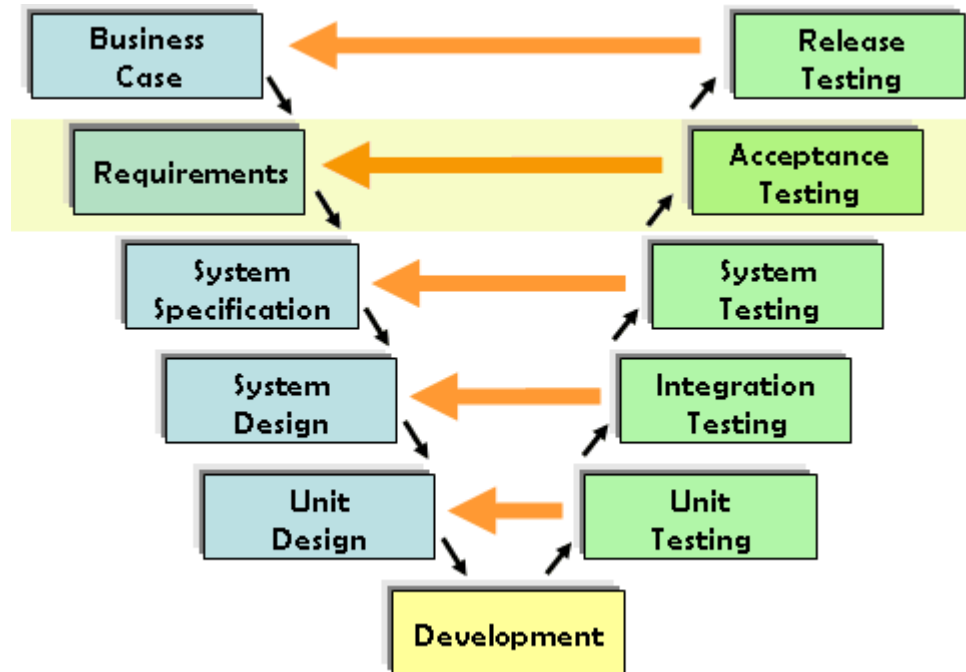 Business
Case
Release
Testing
Requirements
Acceptance
Testing
System
Specification
System
Testing
System
Design
Integration
Testing
Unit
Design
Unit
Testing
Development